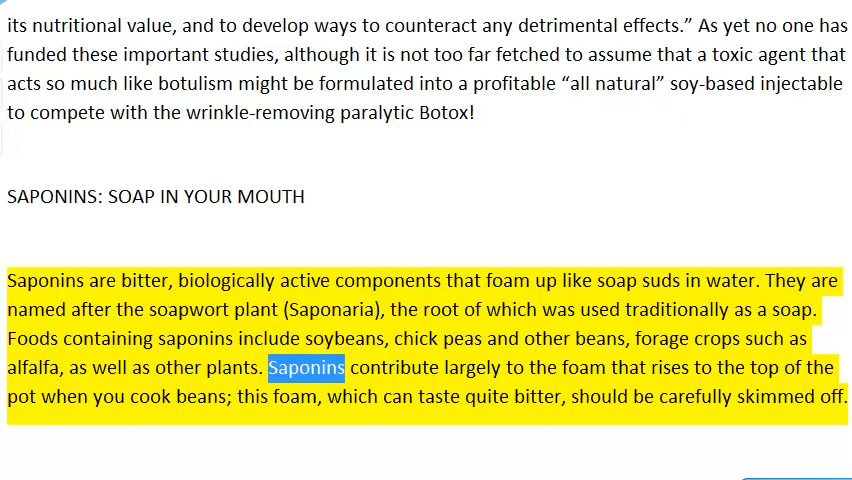 its nutritional value, and to develop ways to counteract any detrimental effects.” As yet no one has
funded these important studies, although it is not too far fetched to assume that a toxic agent that
acts so much like botulism might be formulated into a profitable “all natural” soy-based injectable
to compete with the wrinkle-removing paralytic Botox!
SAPONINS: SOAP IN YOUR MOUTH
Saponins are bitter, biologically active components that foam up like soap suds in water. They are
named after the soapwort plant (Saponaria), the root of which was used traditionally as a soap.
Foods containing saponins include soybeans, chick peas and other beans, forage crops such as
alfalfa, as well as other plants. Saponins contribute largely to the foam that rises to the top of the
pot when you cook beans; this foam, which can taste quite bitter, should be carefully skimmed off.